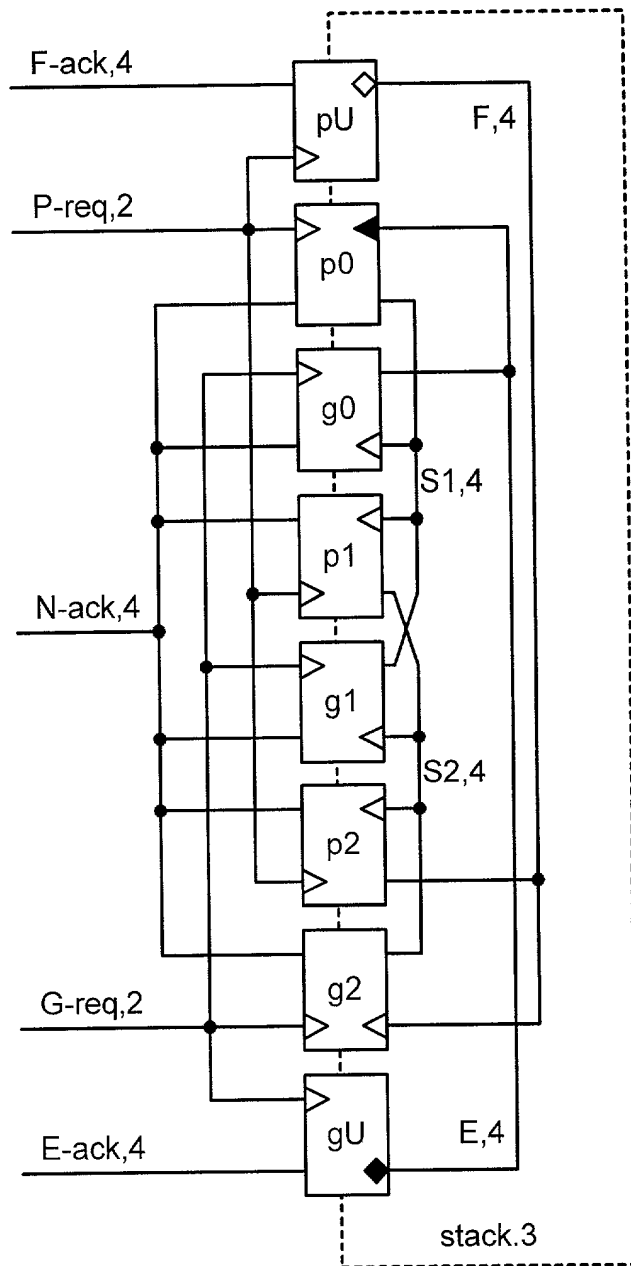 F-ack,4
pU
F,4
P-req,2
p0
g0
S1,4
p1
N-ack,4
g1
S2,4
p2
g2
G-req,2
gU
E-ack,4
E,4
stack.3